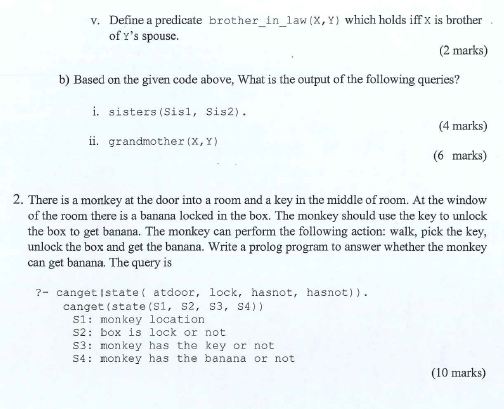 v. Define a predicate brother_in_law(X,Y) which holds iff X is brother
of Y's spouse.
(2 marks)
b) Based on the given code above, What is the output of the following queries?
i. sisters(Sis1, Sis2).
(4 marks)
ii. grandmother(X,Y)
(6 marks)
2. There is a monkey at the door into a room and a key in the middle of room. At the window
of the room there is a banana locked in the box. The monkey should use the key to unlock
the box to get banana. The monkey can perform the following action: walk, pick the key,
unlock the box and get the banana. Write a prolog program to answer whether the monkey
can get banana. The query is
?- canget|state( atdoor, lock, hasnot, hasnot)).
canget(state(S1, S2, S3, S4))
S1: monkey location
S2: box is lock or not
S3: monkey has the key or not
S4: monkey has the banana or not
(10 marks)